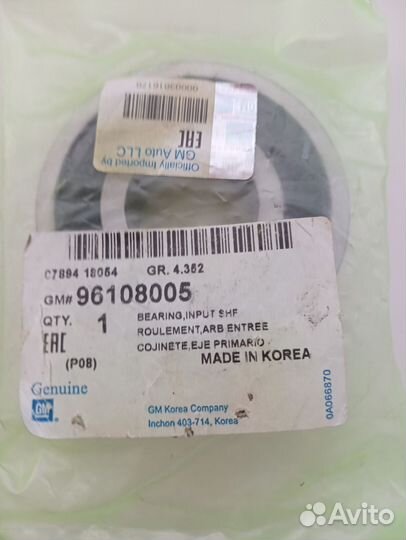 00003016120
EAC
Officially Imported by
GM Auto LLC
C7894 18054 GR. 4.352
GM# 96108005
QTY. 1
BEARING,INPUT SHF
ROULEMENT,ARB ENTREE
COJINETE,EJE PRIMARIO
EAC
(P08)
MADE IN KOREA
Genuine
GM
GM Korea Company
Inchon 403-714, Korea
0A066870
Avito